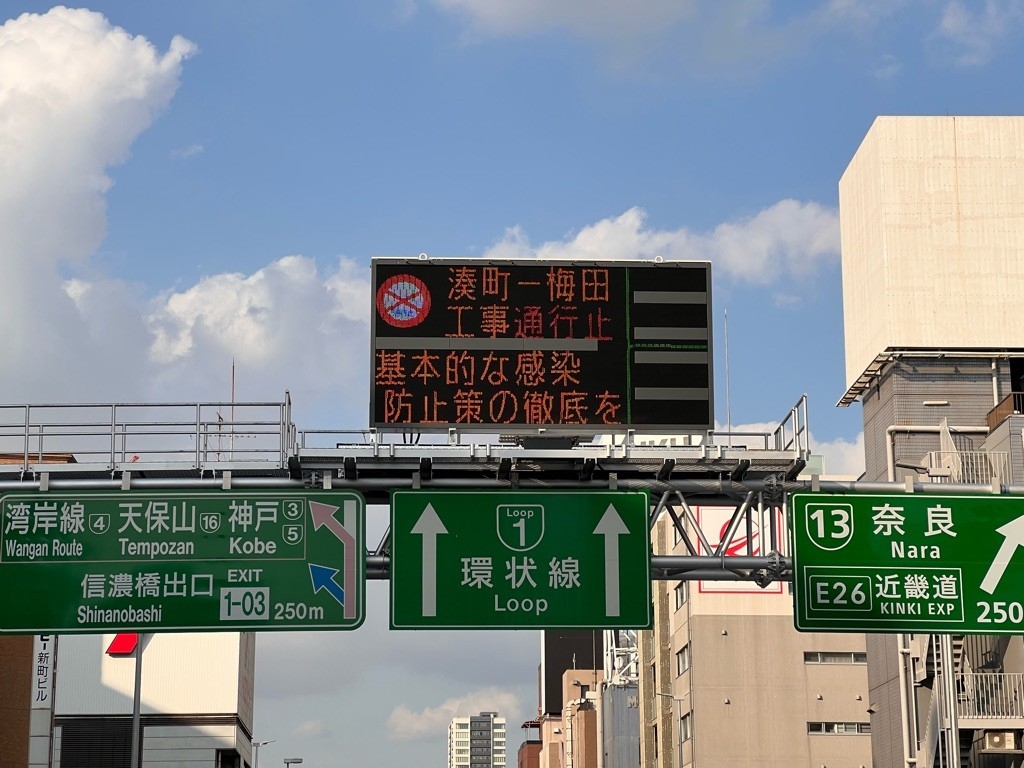 湊町ー梅田
工事通行止
基本的な感染
防止策の徹底を
湾岸線 4 天保山 16 神戸 3 5
Wangan Route Tempozan Kobe
信濃橋出口 EXIT 1-03
Shinanobashi 250m
Loop
1
環状線
Loop
13 奈良
Nara
E26 近畿道
KINKI EXP
250
新町ビル